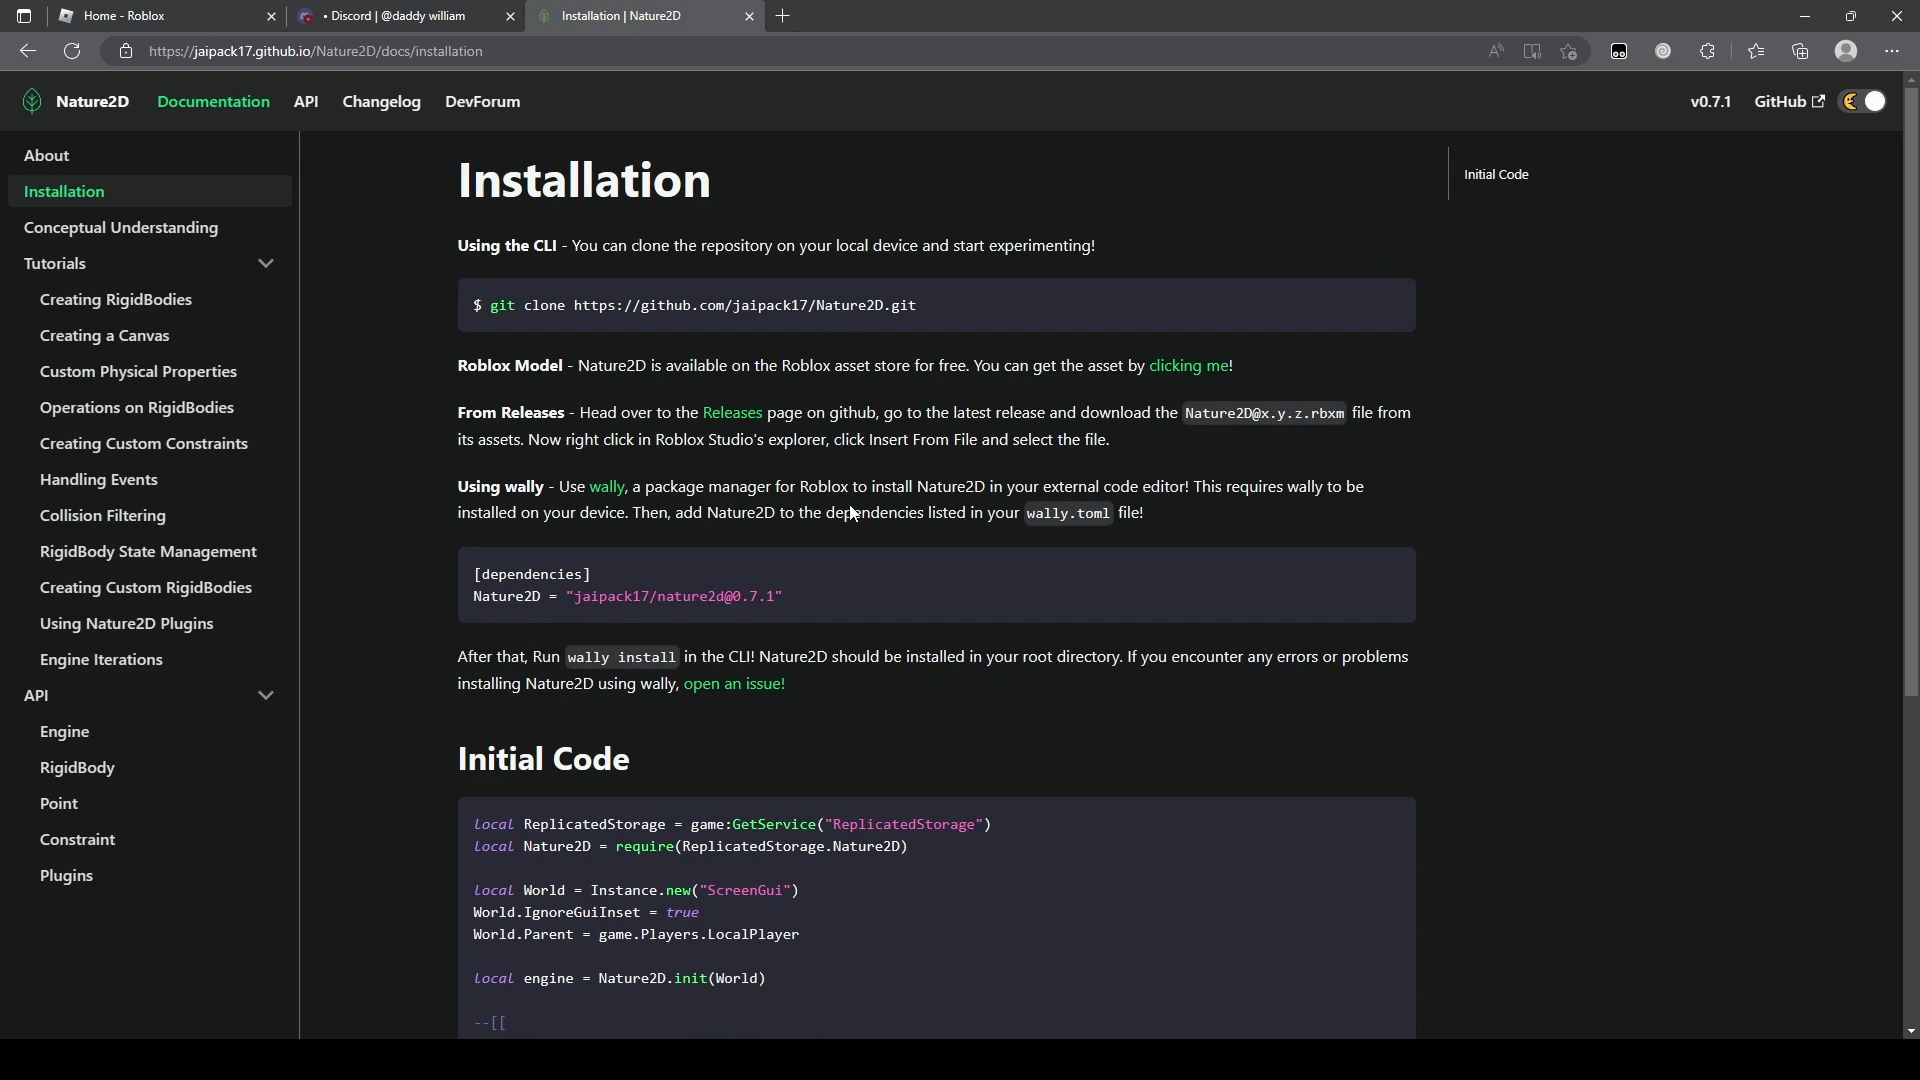 Home - Roblox
• Discord | @daddy william
Installation | Nature2D
https://jaipack17.github.io/Nature2D/docs/installation
Nature2D
Documentation
API
Changelog
DevForum
v0.7.1
GitHub
About
Installation
Conceptual Understanding
Tutorials
Creating RigidBodies
Creating a Canvas
Custom Physical Properties
Operations on RigidBodies
Creating Custom Constraints
Handling Events
Collision Filtering
RigidBody State Management
Creating Custom RigidBodies
Using Nature2D Plugins
Engine Iterations
API
Engine
RigidBody
Point
Constraint
Plugins
Installation
Using the CLI - You can clone the repository on your local device and start experimenting!
$ git clone https://github.com/jaipack17/Nature2D.git
Roblox Model - Nature2D is available on the Roblox asset store for free. You can get the asset by clicking me!
From Releases - Head over to the Releases page on github, go to the latest release and download the Nature2D@x.y.z.rbxm file from
its assets. Now right click in Roblox Studio's explorer, click Insert From File and select the file.
Using wally - Use wally, a package manager for Roblox to install Nature2D in your external code editor! This requires wally to be
installed on your device. Then, add Nature2D to the dependencies listed in your wally.toml file!
[dependencies]
Nature2D = "jaipack17/nature2d@0.7.1"
After that, Run wally install in the CLI! Nature2D should be installed in your root directory. If you encounter any errors or problems
installing Nature2D using wally, open an issue!
Initial Code
local ReplicatedStorage = game:GetService("ReplicatedStorage")
local Nature2D = require(ReplicatedStorage.Nature2D)
local World = Instance.new("ScreenGui")
World.IgnoreGuiInset = true
World.Parent = game.Players.LocalPlayer
local engine = Nature2D.init(World)
--[[
Initial Code